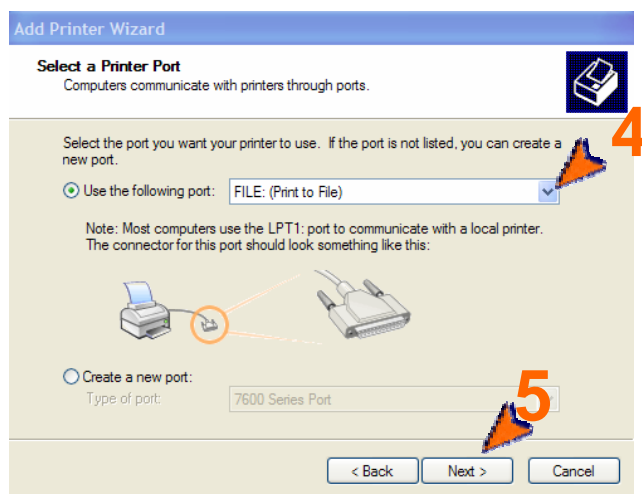 Add Printer Wizard
Select a Printer Port
Computers communicate with printers through ports.
4
Select the port you want your printer to use. If the port is not listed, you can create a
new port.
Use the following port: FILE: (Print to File)
Note: Most computers use the LPT1: port to communicate with a local printer.
The connector for this port should look something like this:
Create a new port:
Type of port: 7600 Series Port
5
< Back Next > Cancel